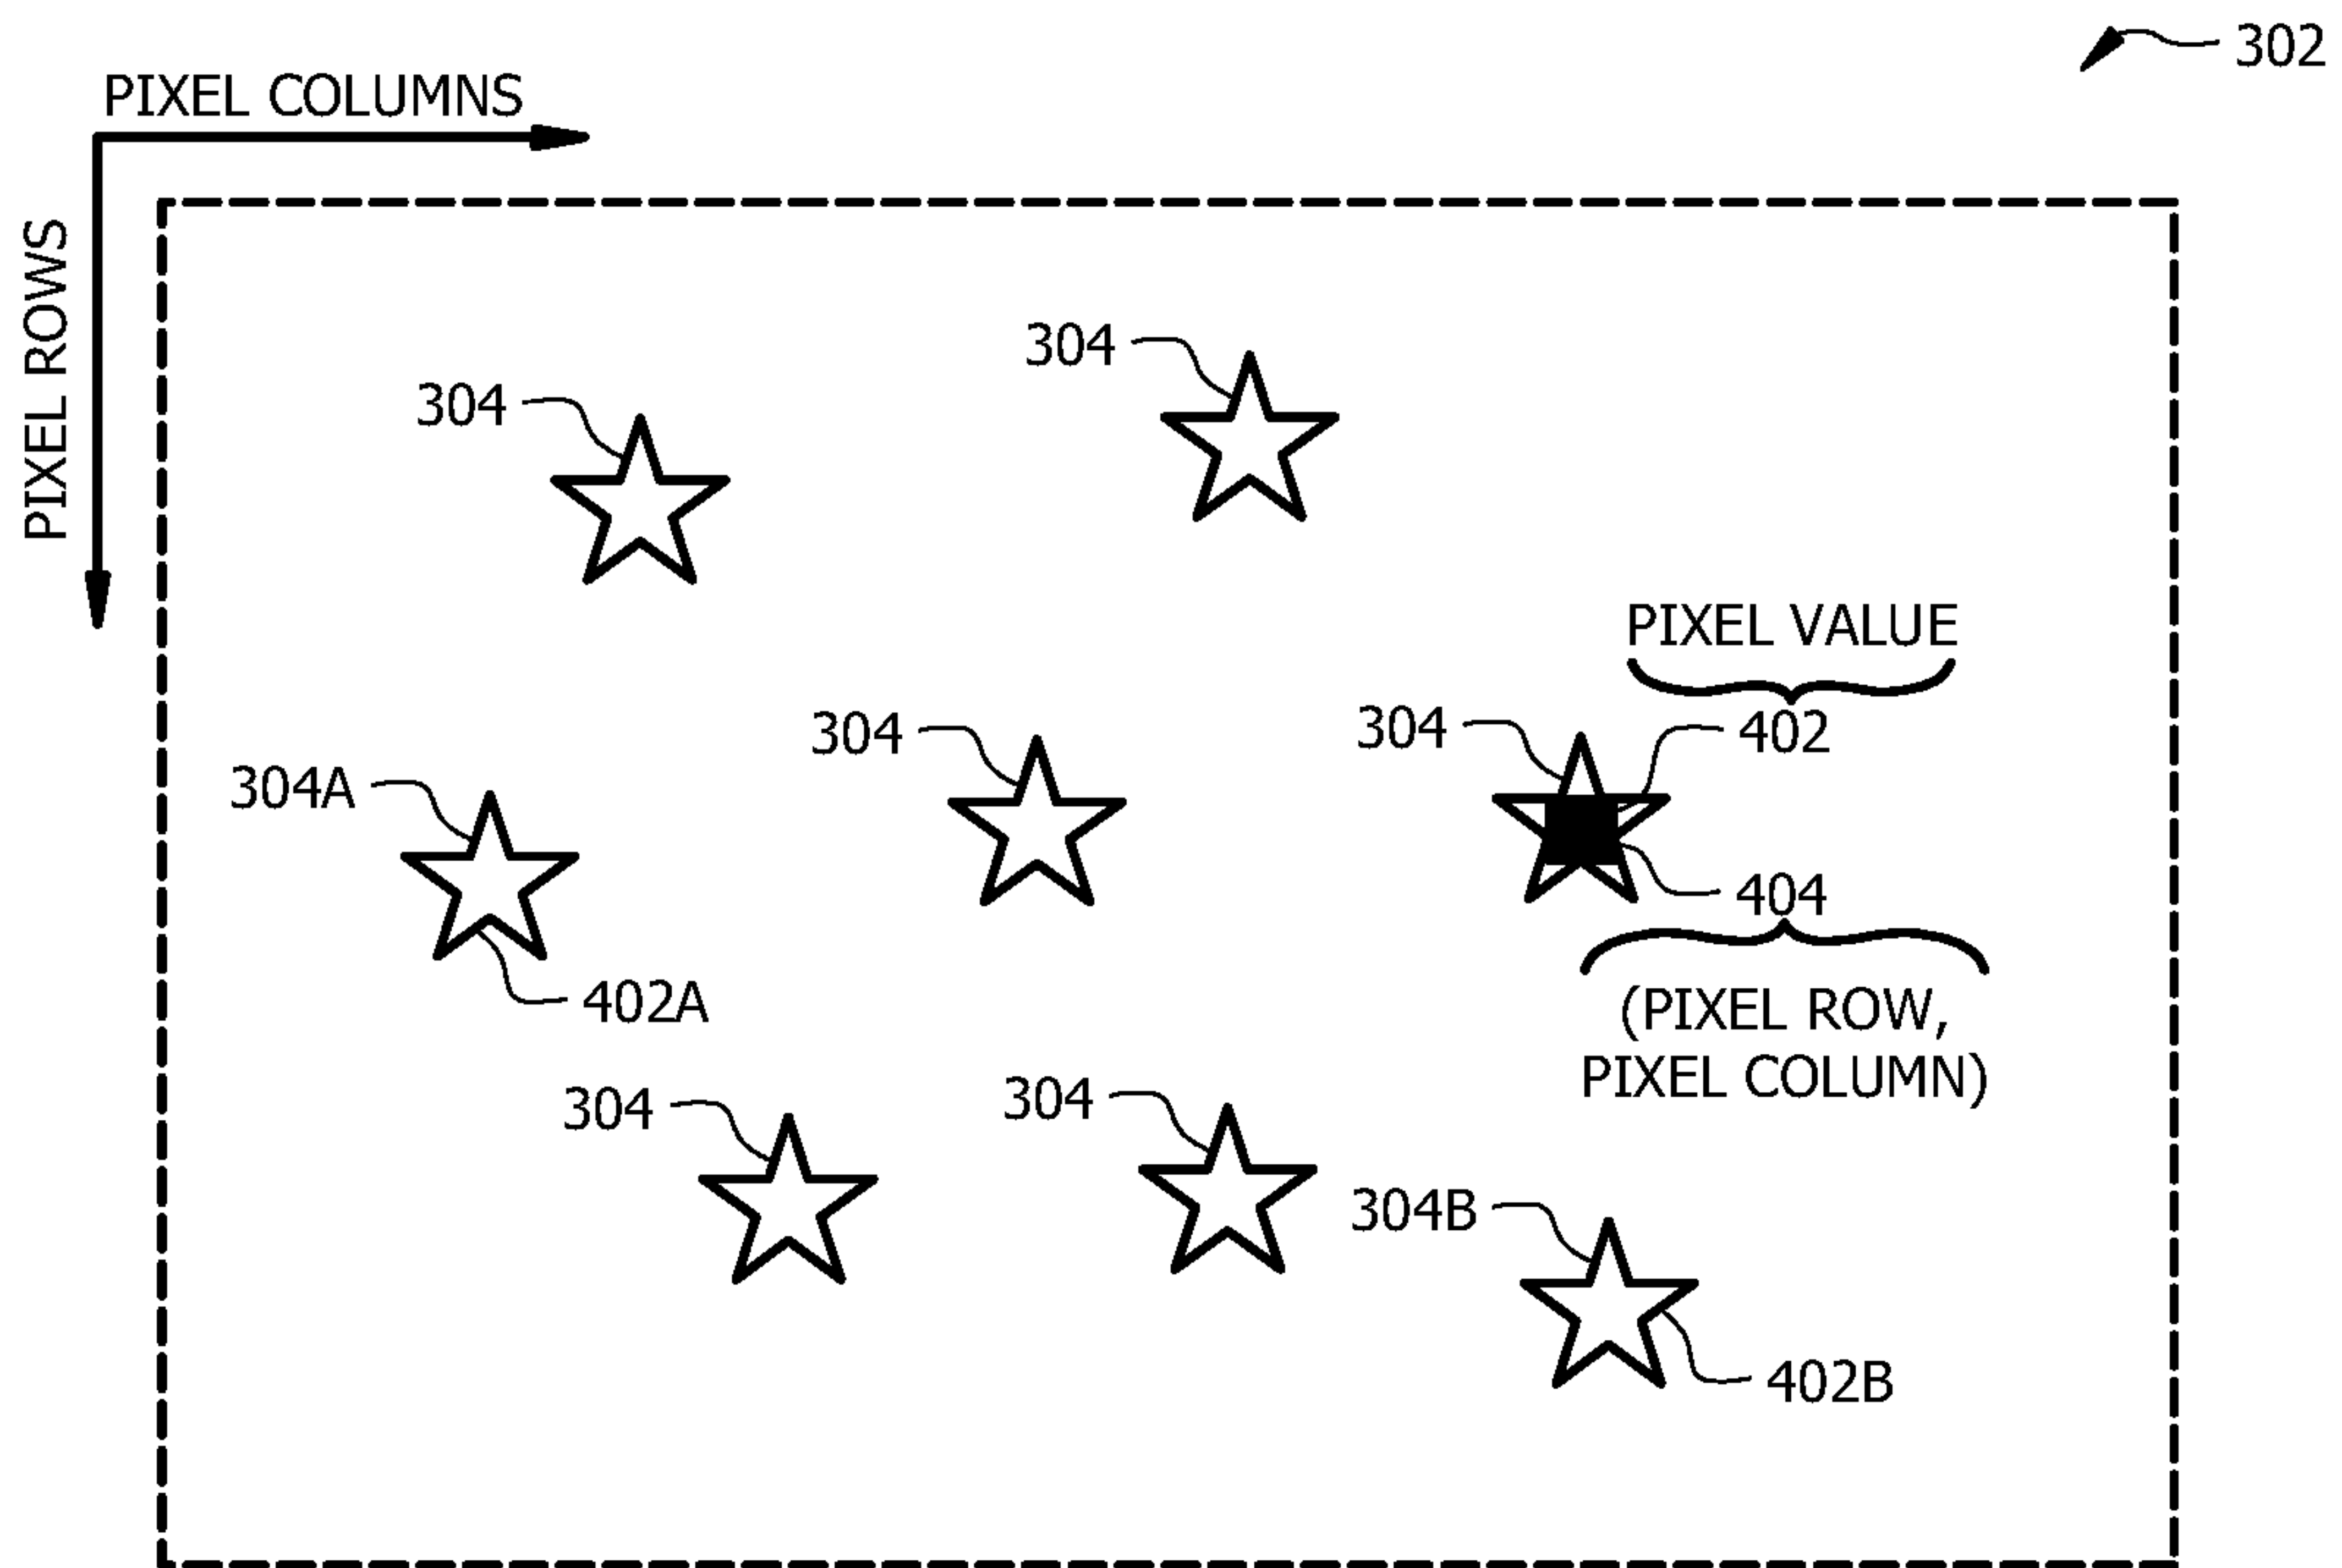 302
PIXEL COLUMNS
PIXEL ROWS
304
304
PIXEL VALUE
304
304
402
304A
404
402A
(PIXEL ROW,
PIXEL COLUMN)
304
304
304B
402B